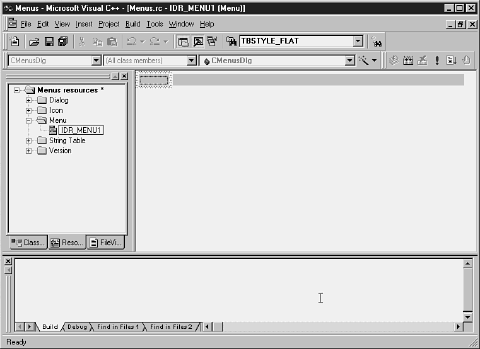 Menus - Microsoft Visual C++ - [Menus.rc - IDR_MENU1 (Menu)]
File Edit View Insert Project Build Tools Window Help
TBSTYLE_FLAT
CMenusDlg (All class members) CMenusDlg
Menus resources *
Dialog
Icon
Menu
IDR_MENU1
String Table
Version
Class... Reso... FileVi...
Build Debug Find in Files 1 Find in Files 2
Ready